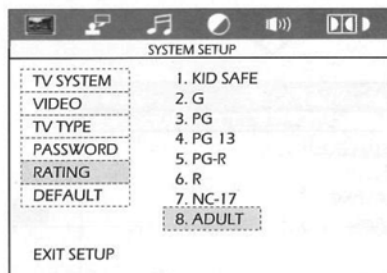 SYSTEM SETUP
TV SYSTEM
VIDEO
TV TYPE
PASSWORD
RATING
DEFAULT
EXIT SETUP
1. KID SAFE
2. G
3. PG
4. PG 13
5. PG-R
6. R
7. NC-17
8. ADULT